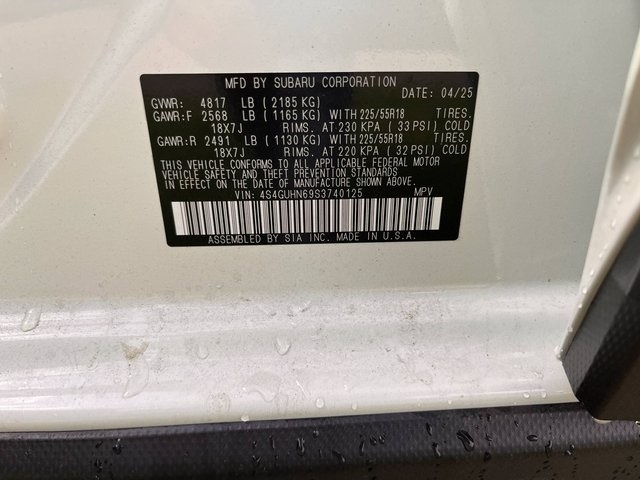 MFD BY SUBARU CORPORATION
DATE: 04/25
GVWR: 4817 LB ( 2185 KG)
GAWR:F 2568 LB ( 1165 KG) WITH 225/55R18 TIRES.
18X7J RIMS. AT 230 KPA ( 33 PSI) COLD
GAWR:R 2491 LB ( 1130 KG) WITH 225/55R18 TIRES.
18X7J RIMS. AT 220 KPA ( 32 PSI) COLD
THIS VEHICLE CONFORMS TO ALL APPLICABLE FEDERAL MOTOR
VEHICLE SAFETY AND THEFT PREVENTION STANDARDS IN
EFFECT ON THE DATE OF MANUFACTURE SHOWN ABOVE.
VIN: 4S4GUHN69S3740125 MPV
ASSEMBLED BY SIA INC. MADE IN U.S.A.